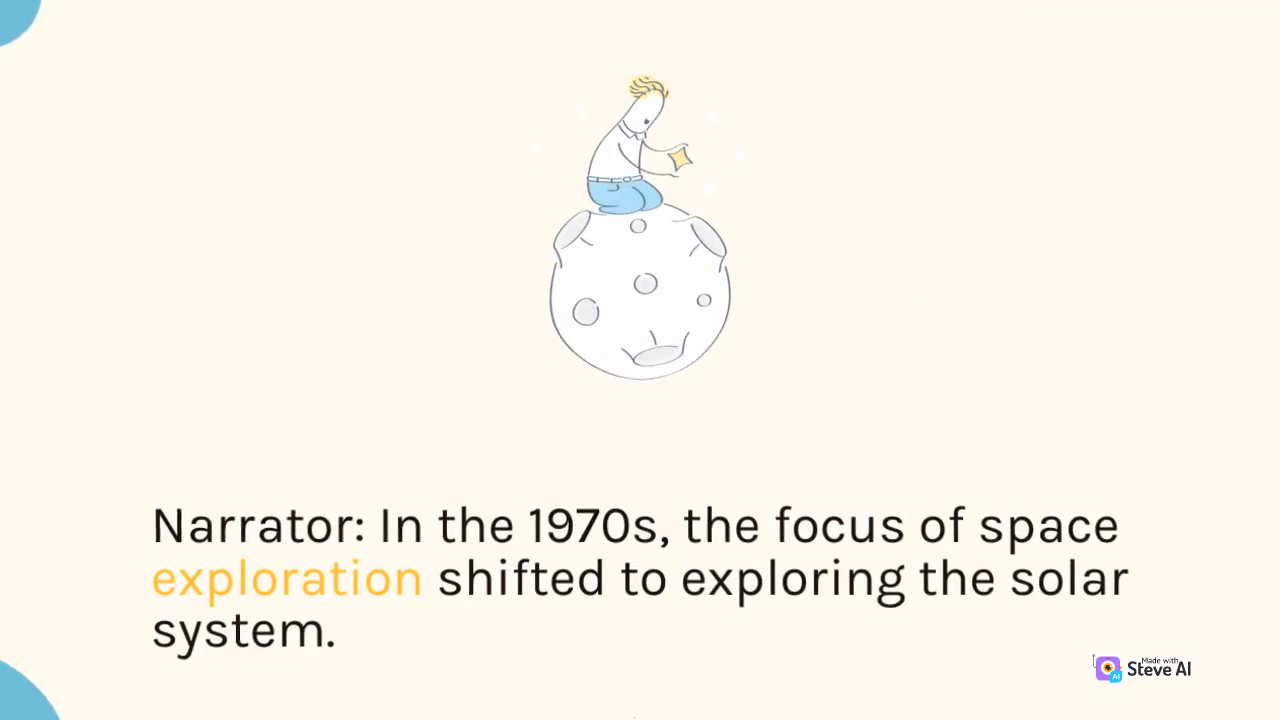 Narrator: In the 1970s, the focus of space
exploration shifted to exploring the solar
system.
Made with
Steve AI
AI